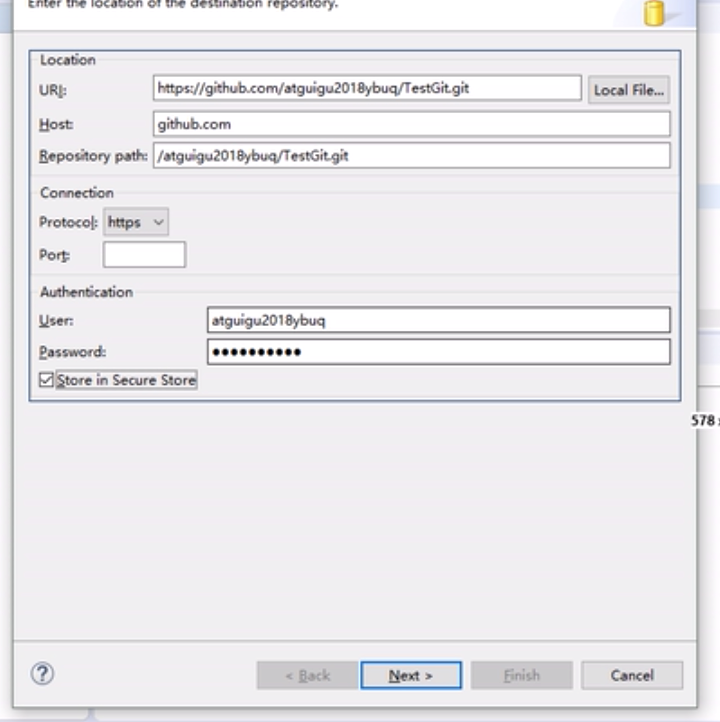 Enter the location of the destination repository.
Location
URI:
https://github.com/atguigu2018ybuq/TestGit.git
Local File...
Host:
github.com
Repository path:
/atguigu2018ybuq/TestGit.git
Connection
Protocol:
https
Port:
Authentication
User:
atguigu2018ybuq
Password:
●●●●●●●●●●
Store in Secure Store
578
?
< Back
Next >
Finish
Cancel